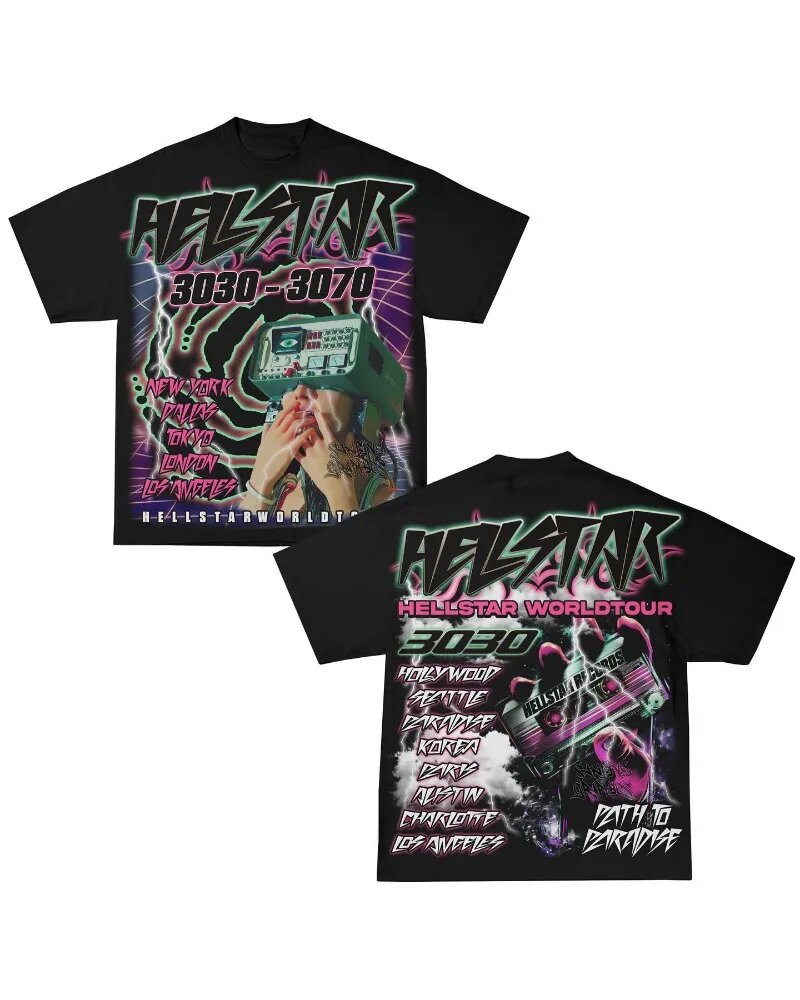 HELLSTAR
3030 - 3070
NEW YORK
DALLAS
TOKYO
LONDON
LOS ANGELES
HELLSTARWORLDTO
HELLSTAR
HELLSTAR WORLDTOUR
3030
HELLSTAR RECORDS
HOLLYWOOD
SEATTLE
PARADISE
KOREA
PARIS
AUSTIN
CHARLOTTE
LOS ANGELES
PATH TO
PARADISE